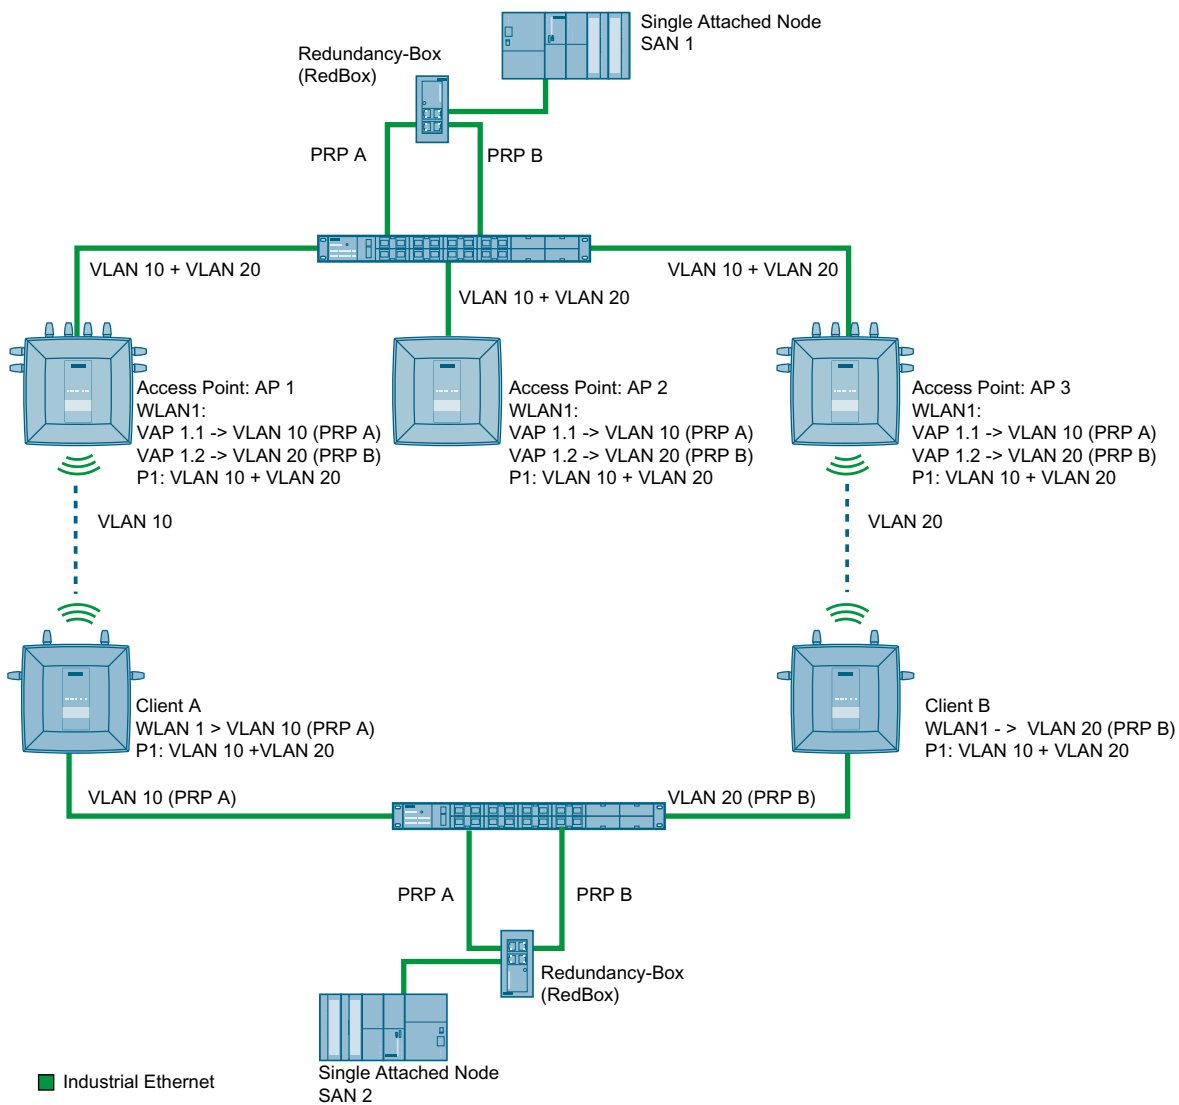 Single Attached Node
SAN 1
Redundancy-Box
(RedBox)
PRP A
PRP B
VLAN 10 + VLAN 20
VLAN 10 + VLAN 20
VLAN 10 + VLAN 20
Access Point: AP 1
WLAN1:
VAP 1.1 -> VLAN 10 (PRP A)
VAP 1.2 -> VLAN 20 (PRP B)
P1: VLAN 10 + VLAN 20
Access Point: AP 2
WLAN1:
VAP 1.1 -> VLAN 10 (PRP A)
VAP 1.2 -> VLAN 20 (PRP B)
P1: VLAN 10 + VLAN 20
Access Point: AP 3
WLAN1:
VAP 1.1 -> VLAN 10 (PRP A)
VAP 1.2 -> VLAN 20 (PRP B)
P1: VLAN 10 + VLAN 20
VLAN 10
VLAN 20
Client A
WLAN 1 > VLAN 10 (PRP A)
P1: VLAN 10 +VLAN 20
Client B
WLAN1 - > VLAN 20 (PRP B)
P1: VLAN 10 + VLAN 20
VLAN 10 (PRP A)
VLAN 20 (PRP B)
PRP A
PRP B
Redundancy-Box
(RedBox)
Single Attached Node
SAN 2
Industrial Ethernet